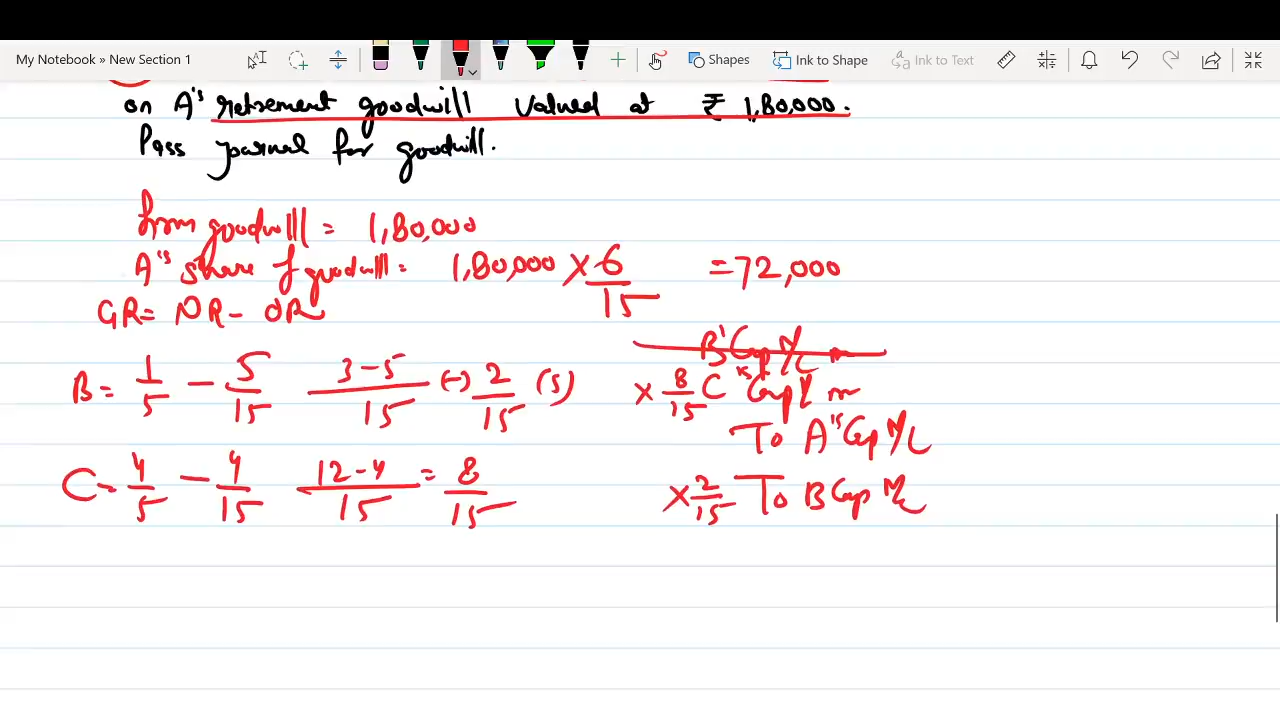 My Notebook » New Section 1
Shapes
Ink to Shape
Ink to Text
on A's retirement goodwill valued at ₹ 1,80,000.
Pass journal for goodwill.
firm goodwill = 1,80,000
A's share of goodwill = 1,80,000 × 6/15 = 72,000
GR = NR - OR
B's Cap A/c
B = 1/5 - 5/15 3-5/15 (-) 2/15 (S)
× 8/15 C's Cap A/c
To A's Cap A/c
C = 4/5 - 4/15 12-4/15 = 8/15
× 2/15 To B Cap A/c